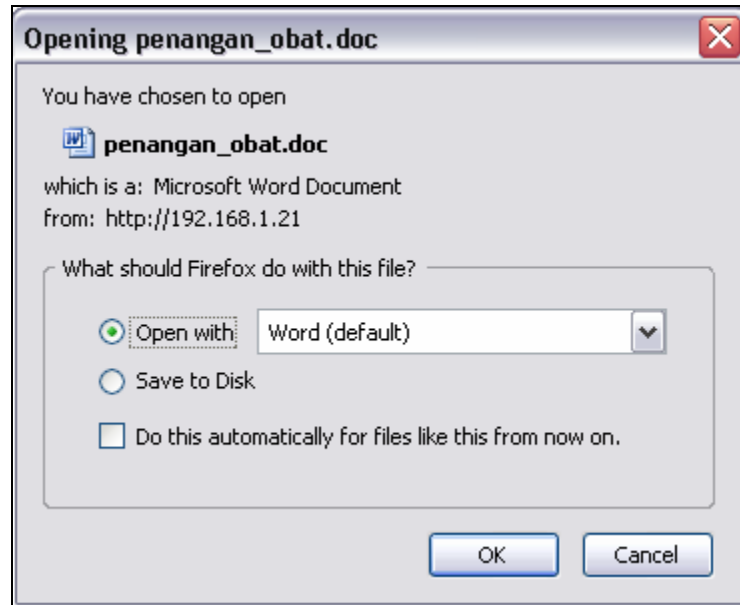 Opening penangan_obat.doc
You have chosen to open
penangan_obat.doc
which is a: Microsoft Word Document
from: http://192.168.1.21
What should Firefox do with this file?
Open with Word (default)
Save to Disk
Do this automatically for files like this from now on.
OK Cancel